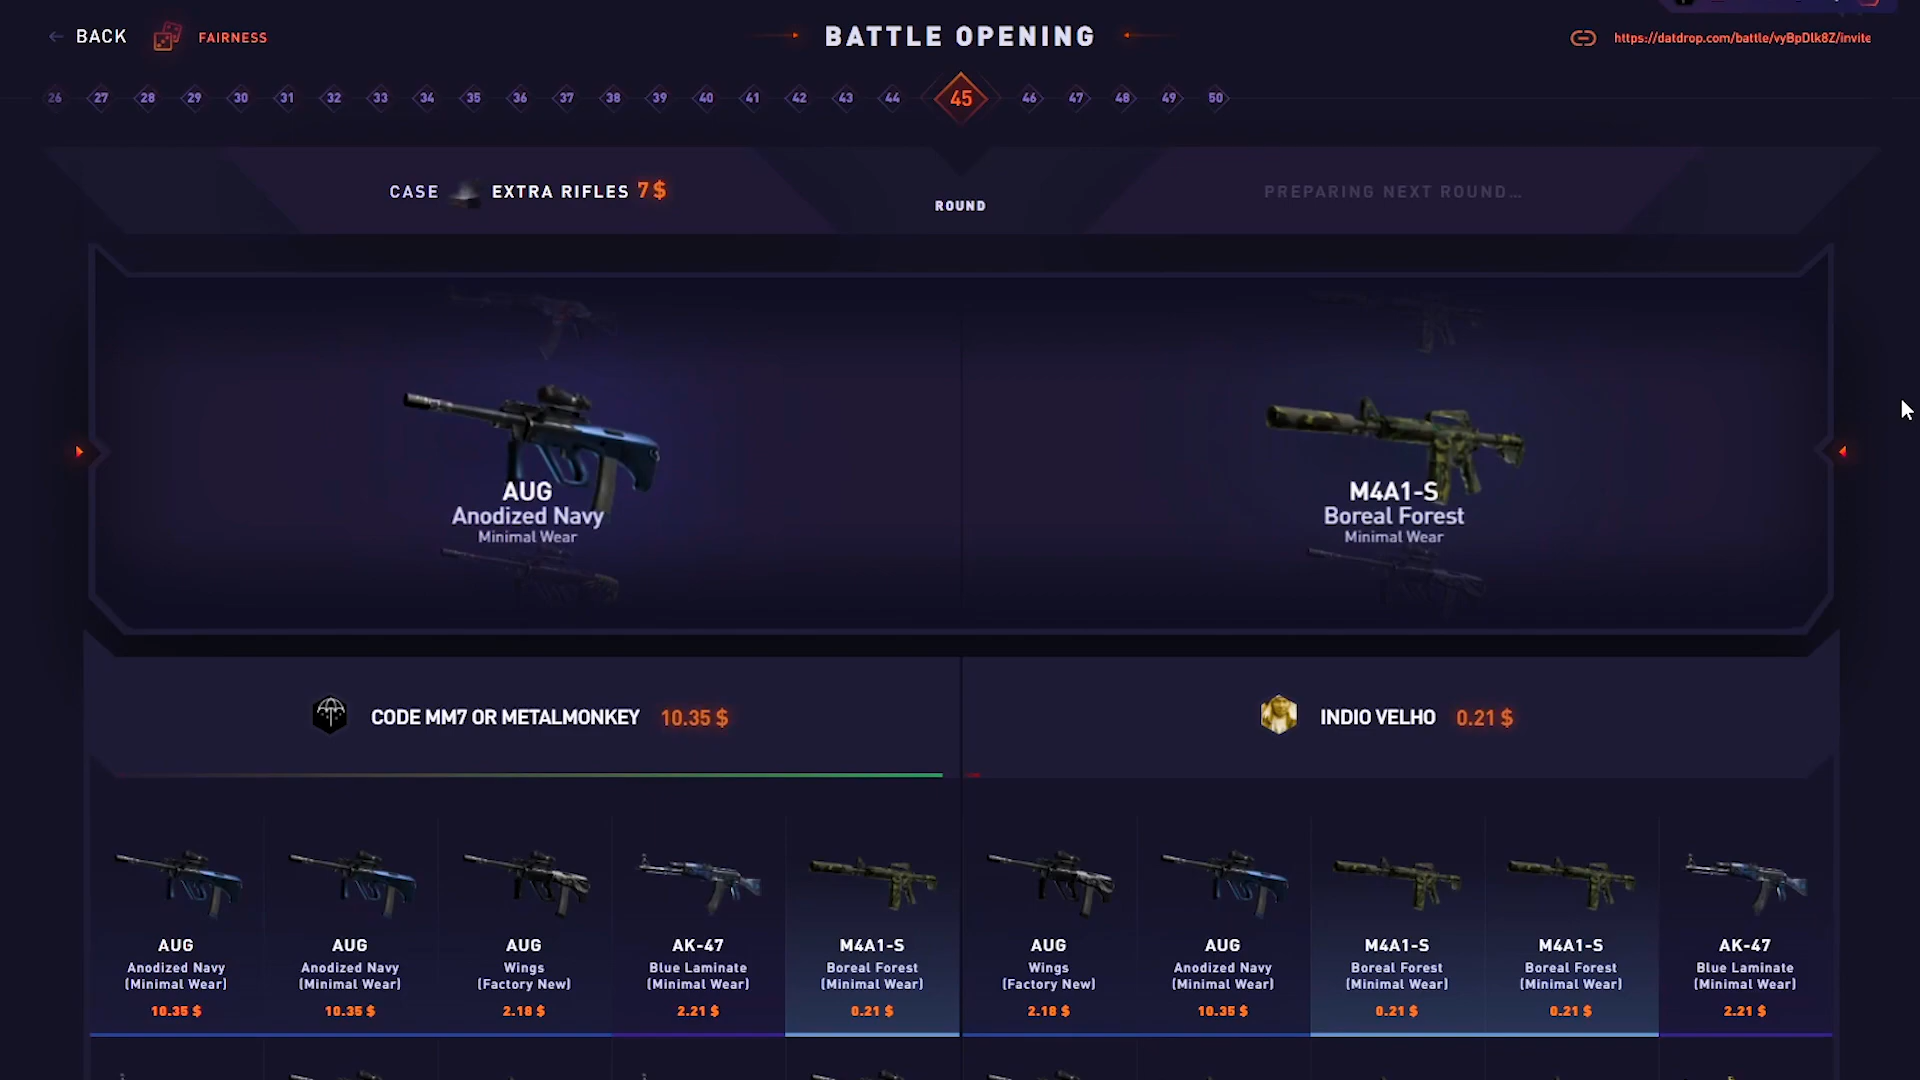 BACK
FAIRNESS
BATTLE OPENING
https://datdrop.com/battle/vyBpDlk8Z/invite
26 27 28 29 30 31 32 33 34 35 36 37 38 39 40 41 42 43 44 45 46 47 48 49 50
CASE EXTRA RIFLES 7 $
ROUND
PREPARING NEXT ROUND...
AUG
Anodized Navy
Minimal Wear
M4A1-S
Boreal Forest
Minimal Wear
CODE MM7 OR METALMONKEY 10.35 $
INDIO VELHO 0.21 $
AUG
Anodized Navy
(Minimal Wear)
10.35 $
AUG
Anodized Navy
(Minimal Wear)
10.35 $
AUG
Wings
(Factory New)
2.18 $
AK-47
Blue Laminate
(Minimal Wear)
2.21 $
M4A1-S
Boreal Forest
(Minimal Wear)
0.21 $
AUG
Wings
(Factory New)
2.18 $
AUG
Anodized Navy
(Minimal Wear)
10.35 $
M4A1-S
Boreal Forest
(Minimal Wear)
0.21 $
M4A1-S
Boreal Forest
(Minimal Wear)
0.21 $
AK-47
Blue Laminate
(Minimal Wear)
2.21 $